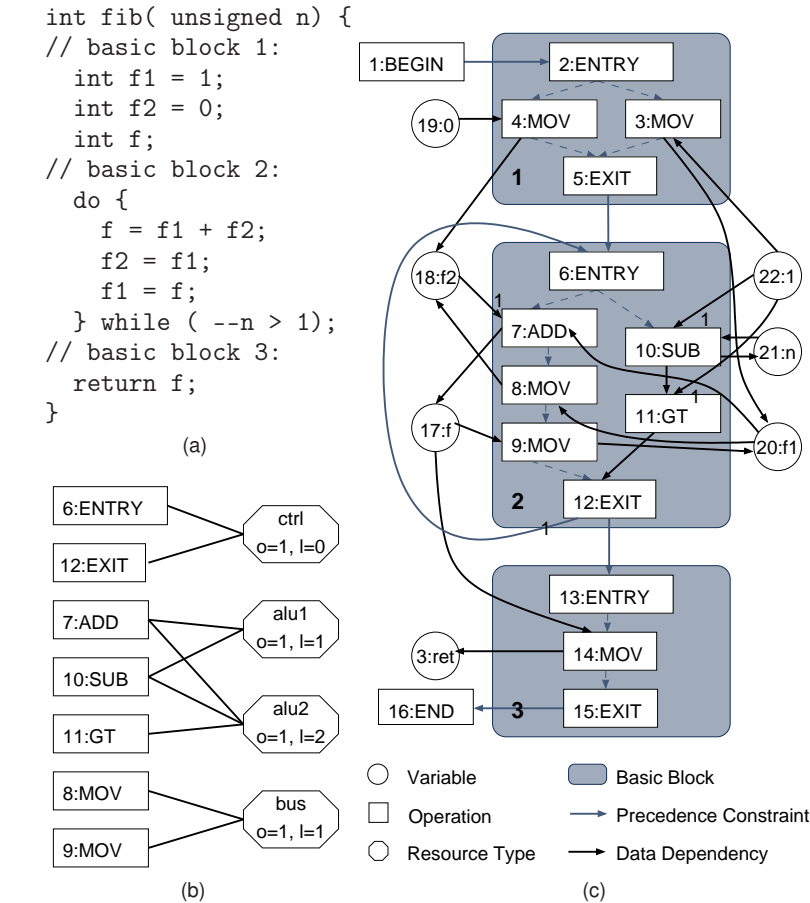 int fib( unsigned n) {
// basic block 1:
int f1 = 1;
int f2 = 0;
int f;
// basic block 2:
do {
f = f1 + f2;
f2 = f1;
f1 = f;
} while ( --n > 1);
// basic block 3:
return f;
}
(a)
6:ENTRY
12:EXIT
7:ADD
10:SUB
11:GT
8:MOV
9:MOV
ctrl
o=1, l=0
alu1
o=1, l=1
alu2
o=1, l=2
bus
o=1, l=1
(b)
1:BEGIN
2:ENTRY
19:0
4:MOV
3:MOV
1
5:EXIT
18:f2
6:ENTRY
22:1
1
7:ADD
1
10:SUB
21:n
8:MOV
1
11:GT
17:f
9:MOV
20:f1
2
12:EXIT
1
13:ENTRY
3:ret
14:MOV
16:END
3
15:EXIT
Variable
Basic Block
Operation
Precedence Constraint
Resource Type
Data Dependency
(c)